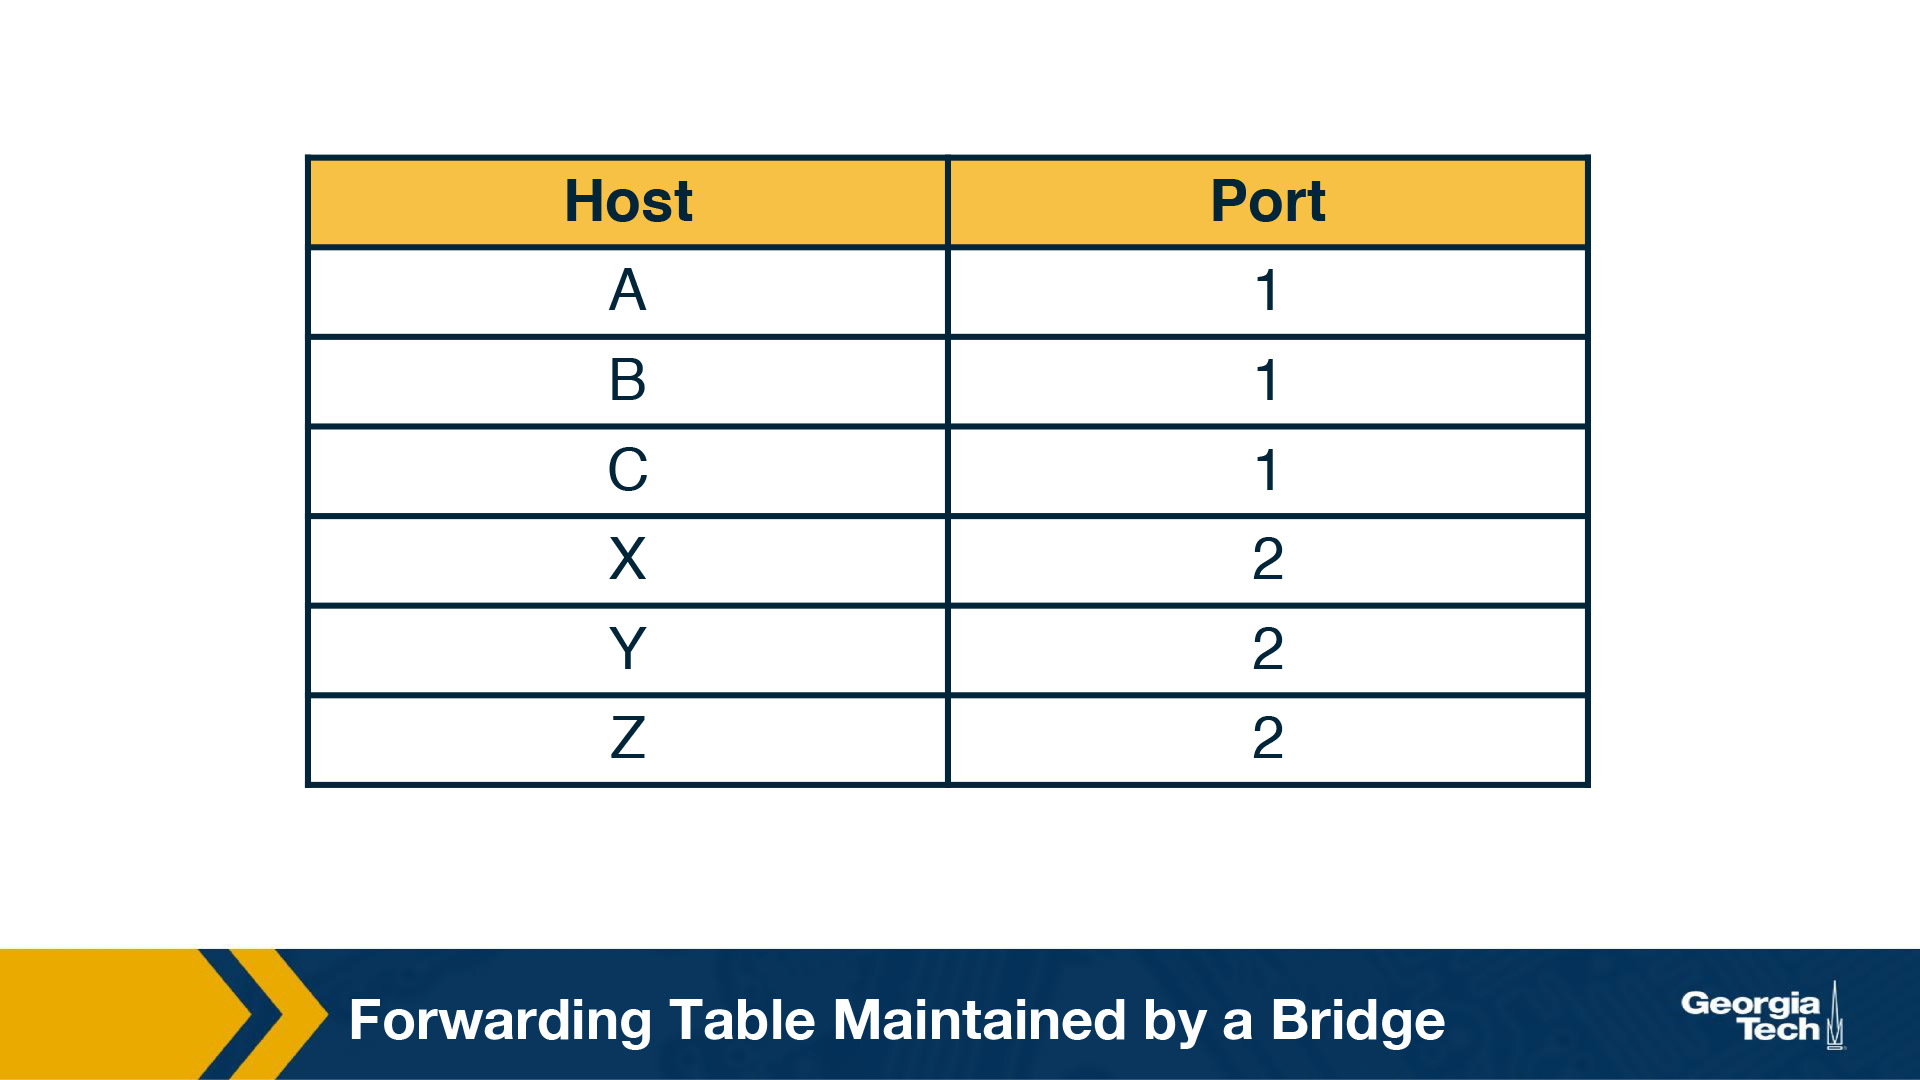 Host Port
A 1
B 1
C 1
X 2
Y 2
Z 2
Forwarding Table Maintained by a Bridge
Georgia
Tech